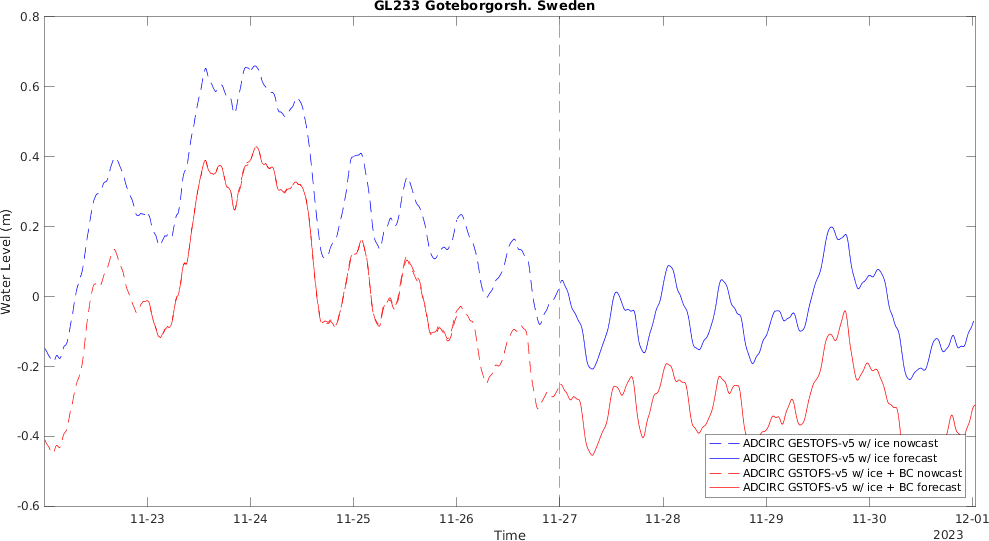 GL233 Goteborgorsh. Sweden
0.8
0.6
0.4
0.2
0
-0.2
-0.4
-0.6
Water Level (m)
11-23
11-24
11-25
11-26
11-27
11-28
11-29
11-30
12-01
Time
2023
ADCIRC GESTOFS-v5 w/ ice nowcast
ADCIRC GESTOFS-v5 w/ ice forecast
ADCIRC GSTOFS-v5 w/ ice + BC nowcast
ADCIRC GSTOFS-v5 w/ ice + BC forecast